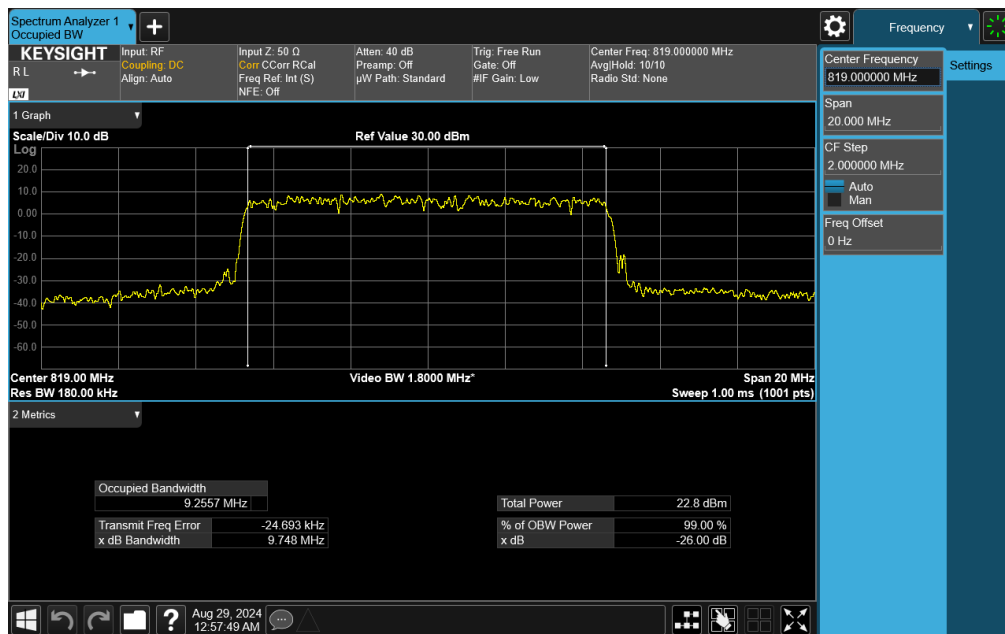 Spectrum Analyzer 1
Occupied BW
Frequency
KEYSIGHT
R L
LXI
Input: RF
Coupling: DC
Align: Auto
Input Z: 50 Ω
Corr CCorr RCal
Freq Ref: Int (S)
NFE: Off
Atten: 40 dB
Preamp: Off
µW Path: Standard
Trig: Free Run
Gate: Off
#IF Gain: Low
Center Freq: 819.000000 MHz
Avg|Hold: 10/10
Radio Std: None
Center Frequency
819.000000 MHz
Settings
Span
20.000 MHz
CF Step
2.000000 MHz
Auto
Man
Freq Offset
0 Hz
1 Graph
Scale/Div 10.0 dB
Ref Value 30.00 dBm
Log
20.0
10.0
0.00
-10.0
-20.0
-30.0
-40.0
-50.0
-60.0
Center 819.00 MHz
Video BW 1.8000 MHz*
Span 20 MHz
Res BW 180.00 kHz
Sweep 1.00 ms (1001 pts)
2 Metrics
Occupied Bandwidth
9.2557 MHz
Total Power 22.8 dBm
Transmit Freq Error -24.693 kHz
% of OBW Power 99.00 %
x dB Bandwidth 9.748 MHz
x dB -26.00 dB
Aug 29, 2024
12:57:49 AM